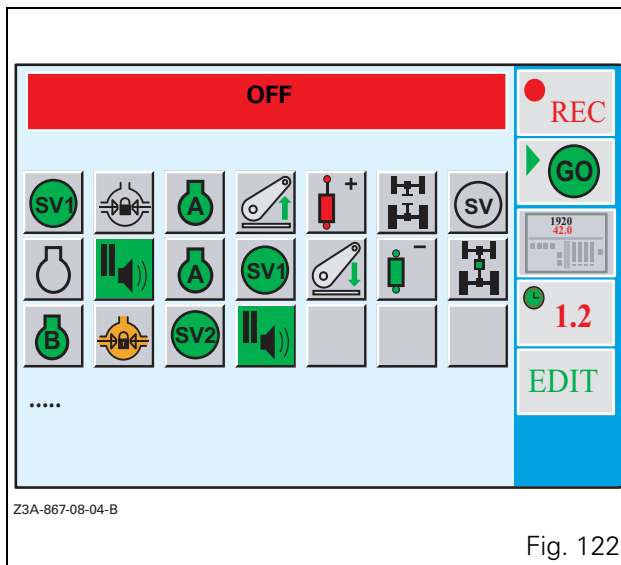 OFF
REC
GO
SV1
A
+
SV
1920
42.0
A
SV1
−
1.2
B
SV2
EDIT
.....
Z3A-867-08-04-B
Fig. 122